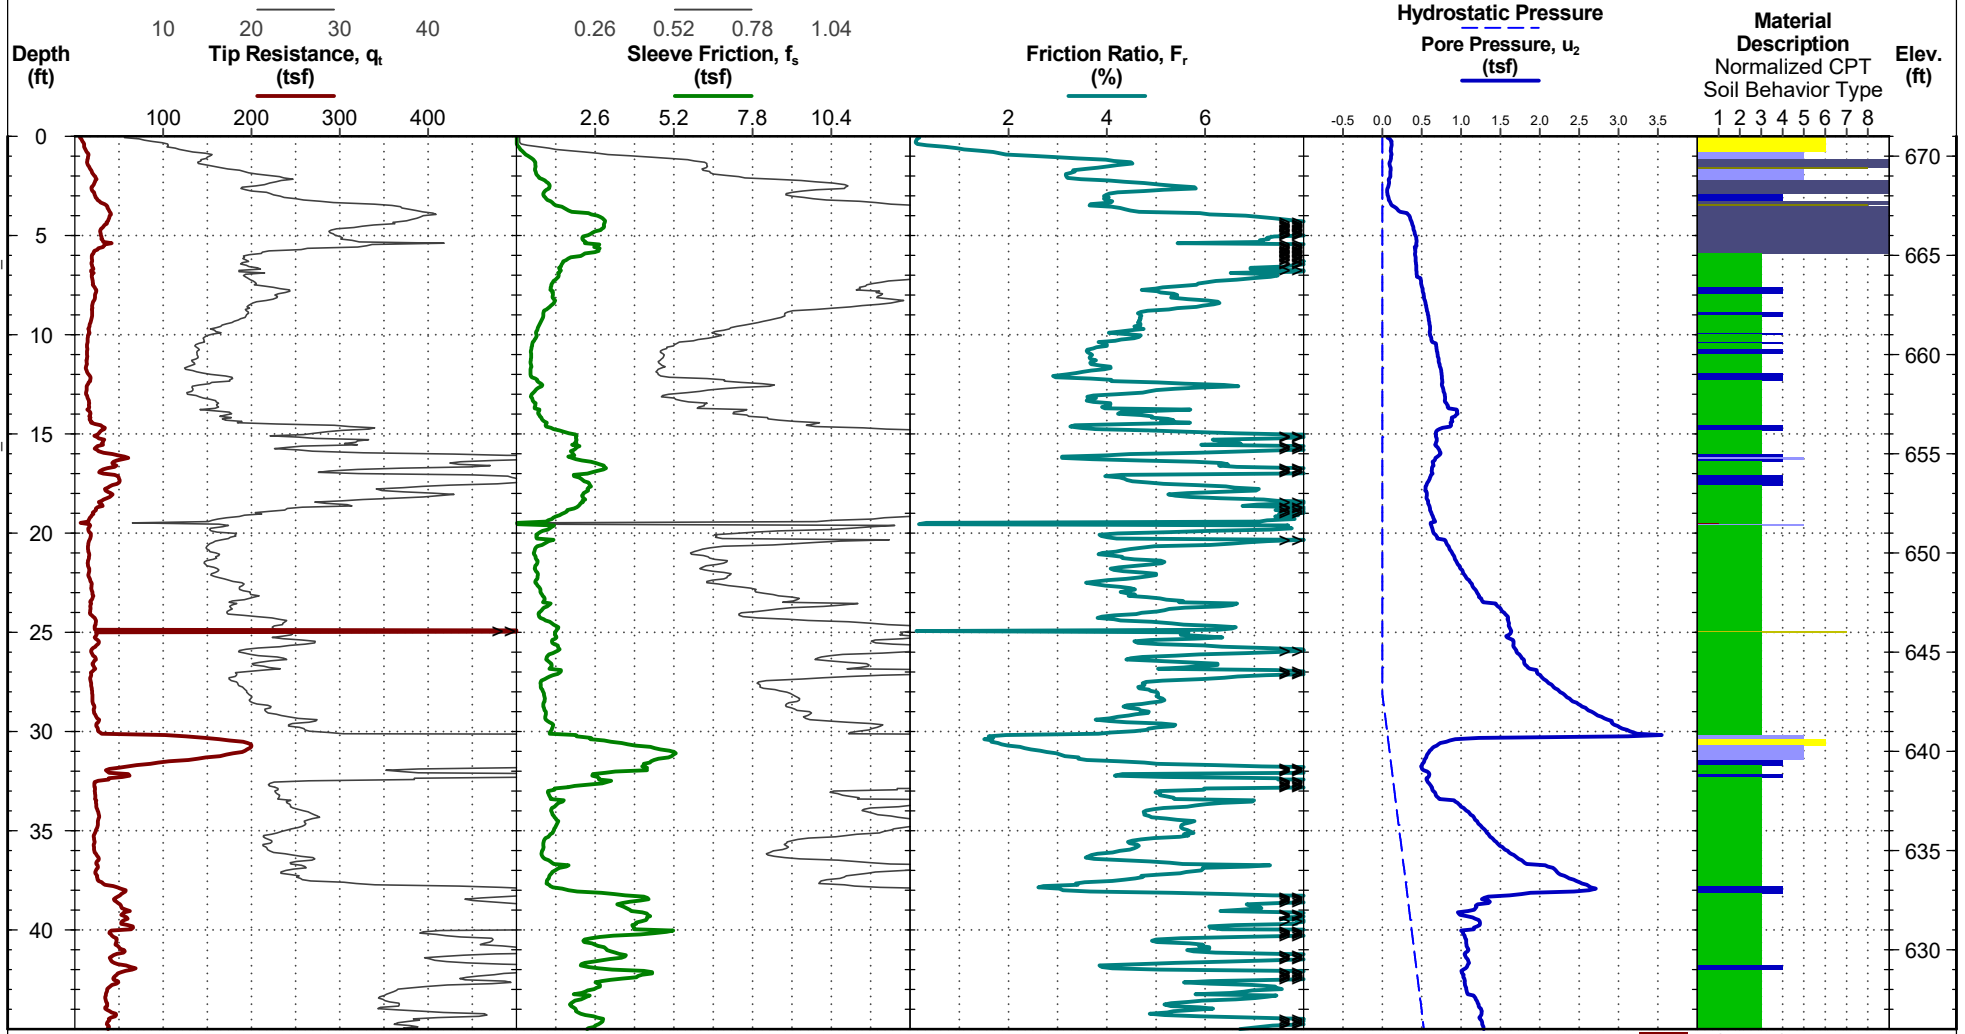 10 20 30 40 0.26 0.52 0.78 1.04
Hydrostatic Pressure
Depth
(ft)
Tip Resistance, qt
(tsf)
Sleeve Friction, fs
(tsf)
Friction Ratio, Fr
(%)
Pore Pressure, u2
(tsf)
Material
Description
Normalized CPT
Soil Behavior Type
Elev.
(ft)
100 200 300 400 2.6 5.2 7.8 10.4 2 4 6 -0.5 0.0 0.5 1.0 1.5 2.0 2.5 3.0 3.5 1 2 3 4 5 6 7 8
0
670
5
665
10
660
15
655
20
650
25
645
30
640
35
635
40
630